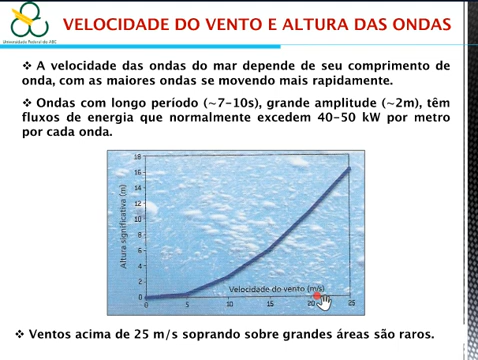 VELOCIDADE DO VENTO E ALTURA DAS ONDAS
Universidade Federal do ABC
❖ A velocidade das ondas do mar depende de seu comprimento de
onda, com as maiores ondas se movendo mais rapidamente.
❖ Ondas com longo período (~7-10s), grande amplitude (~2m), têm
fluxos de energia que normalmente excedem 40-50 kW por metro
por cada onda.
Altura significativa (m)
18
16
14
12
10
8
6
4
2
0
Velocidade do vento (m/s)
0 5 10 15 20 25
❖ Ventos acima de 25 m/s soprando sobre grandes áreas são raros.